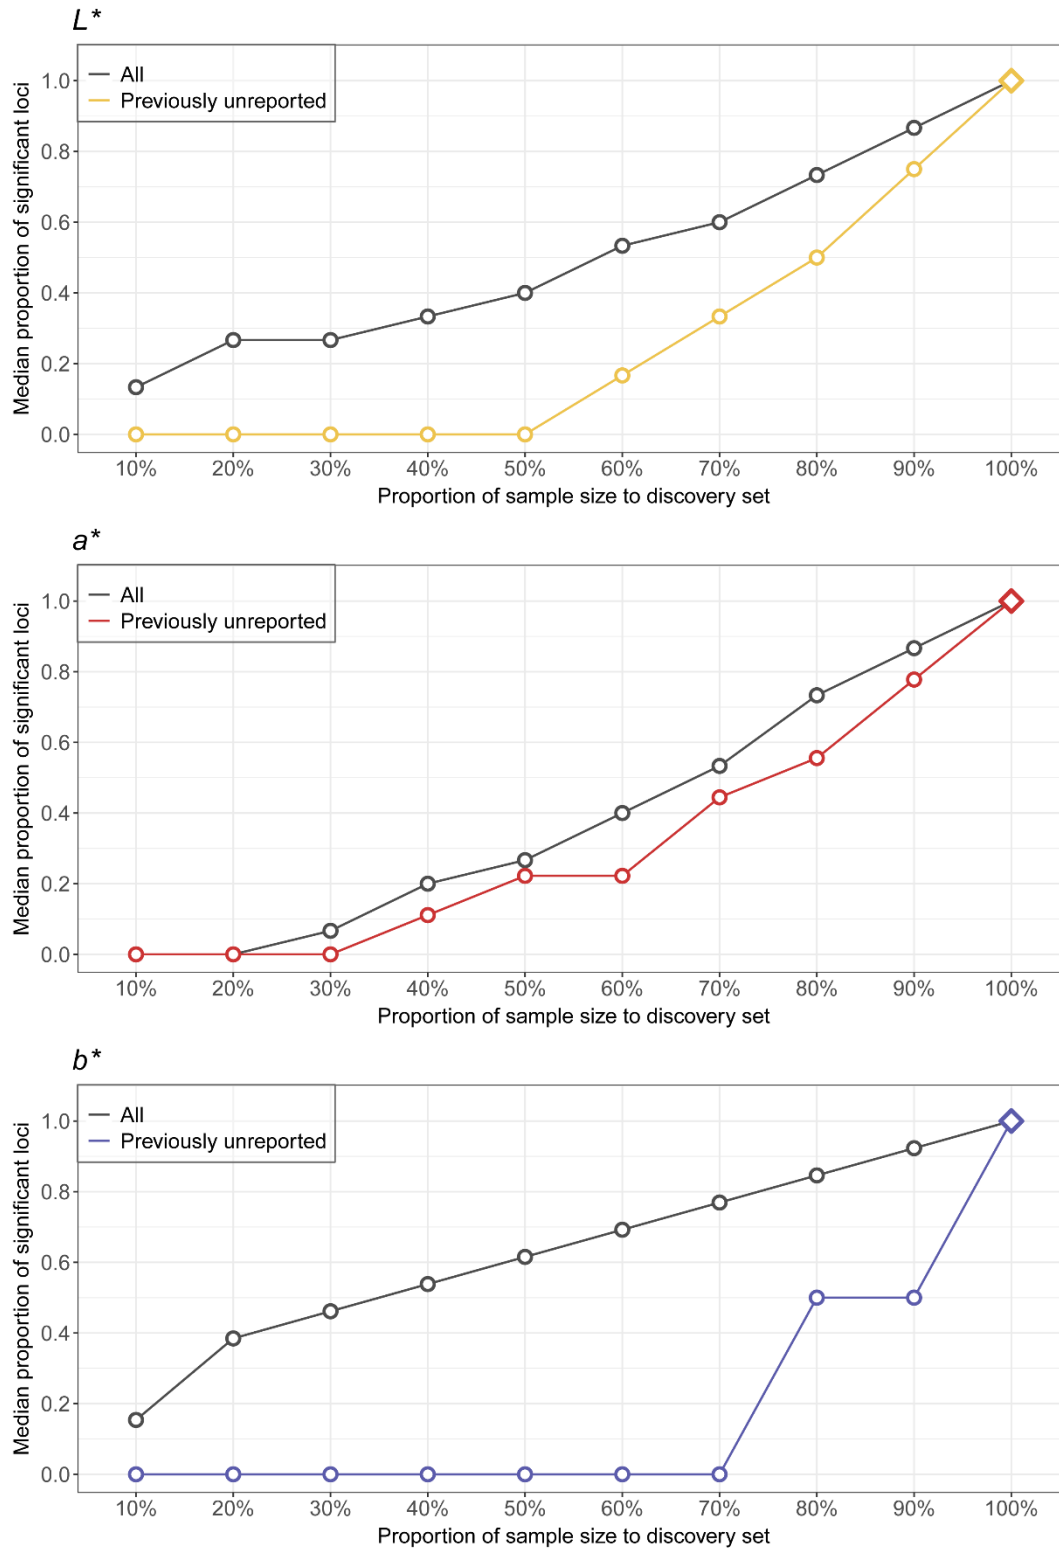 L*
All
Previously unreported
Median proportion of significant loci
1.0
0.8
0.6
0.4
0.2
0.0
10% 20% 30% 40% 50% 60% 70% 80% 90% 100%
Proportion of sample size to discovery set
a*
All
Previously unreported
Median proportion of significant loci
1.0
0.8
0.6
0.4
0.2
0.0
10% 20% 30% 40% 50% 60% 70% 80% 90% 100%
Proportion of sample size to discovery set
b*
All
Previously unreported
Median proportion of significant loci
1.0
0.8
0.6
0.4
0.2
0.0
10% 20% 30% 40% 50% 60% 70% 80% 90% 100%
Proportion of sample size to discovery set